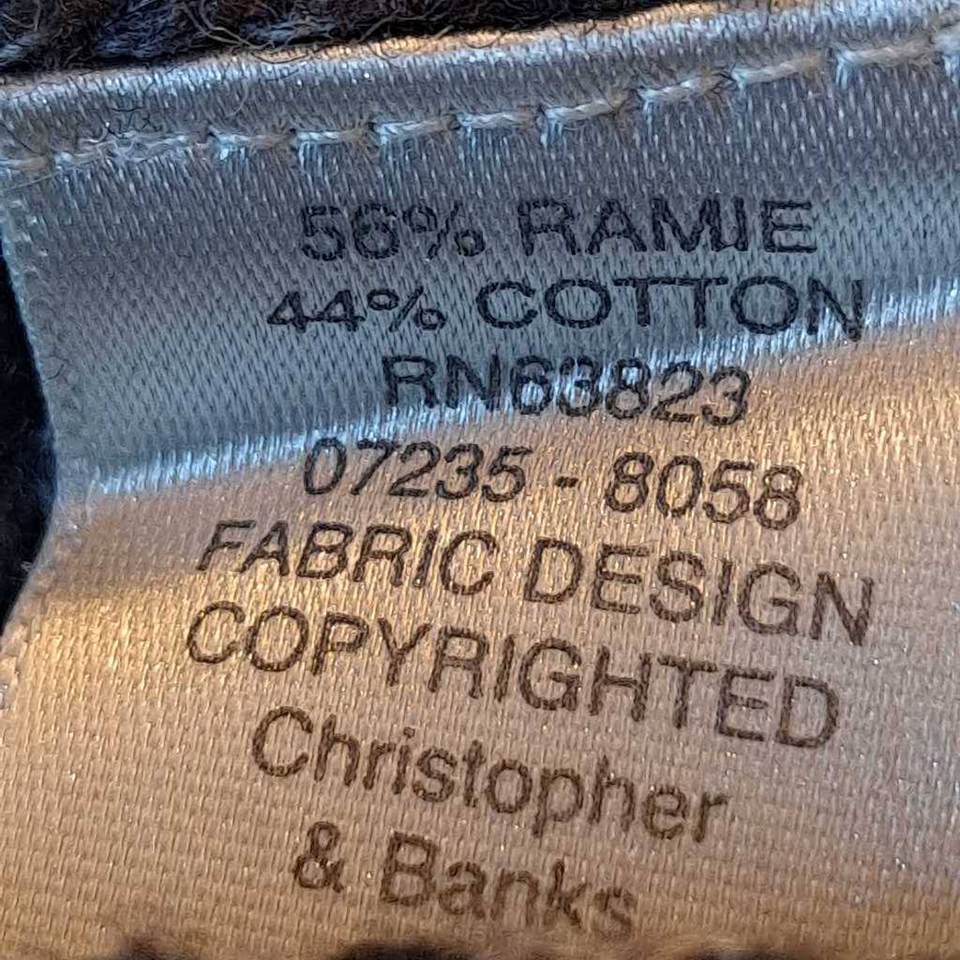 56% RAMIE
44% COTTON
RN63823
07235 - 8058
FABRIC DESIGN
COPYRIGHTED
Christopher
& Banks